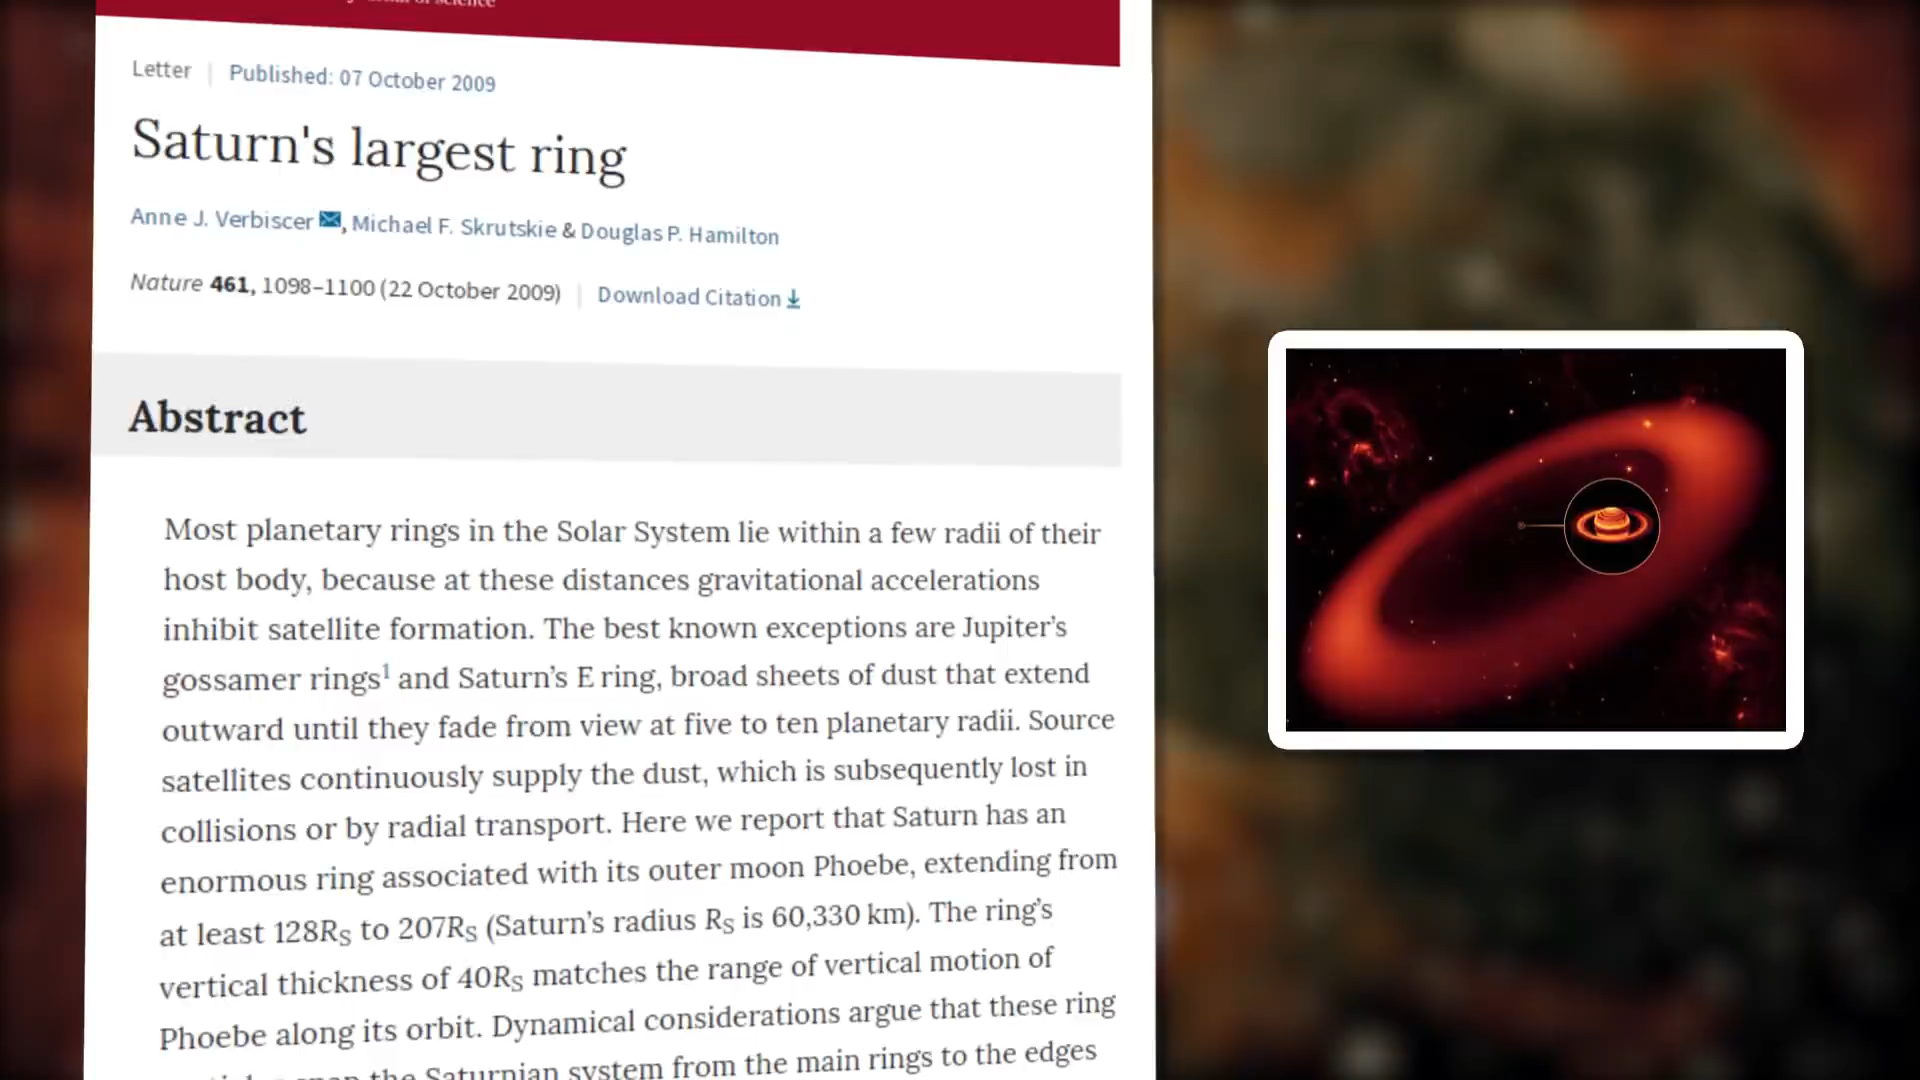 of science
Letter | Published: 07 October 2009
Saturn's largest ring
Anne J. Verbiscer, Michael F. Skrutskie & Douglas P. Hamilton
Nature 461, 1098–1100 (22 October 2009) | Download Citation
Abstract
Most planetary rings in the Solar System lie within a few radii of their
host body, because at these distances gravitational accelerations
inhibit satellite formation. The best known exceptions are Jupiter’s
gossamer rings1 and Saturn’s E ring, broad sheets of dust that extend
outward until they fade from view at five to ten planetary radii. Source
satellites continuously supply the dust, which is subsequently lost in
collisions or by radial transport. Here we report that Saturn has an
enormous ring associated with its outer moon Phoebe, extending from
at least 128RS to 207RS (Saturn’s radius RS is 60,330 km). The ring’s
vertical thickness of 40RS matches the range of vertical motion of
Phoebe along its orbit. Dynamical considerations argue that these ring
span the Saturnian system from the main rings to the edges